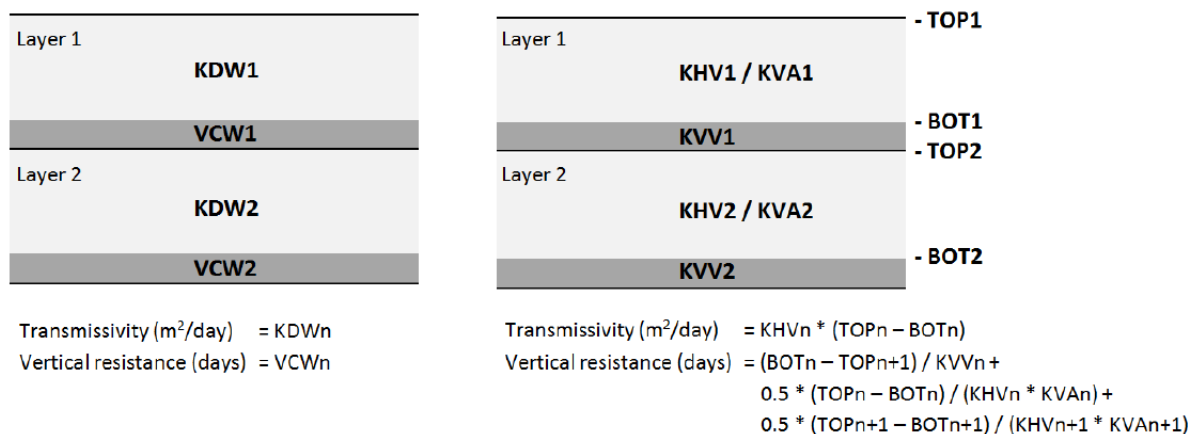 Layer 1
KDW1
VCW1
Layer 2
KDW2
VCW2
Transmissivity (m²/day) = KDWn
Vertical resistance (days) = VCWn
Layer 1
KHV1 / KVA1
KVV1
Layer 2
KHV2 / KVA2
KVV2
- TOP1
- BOT1
- TOP2
- BOT2
Transmissivity (m²/day) = KHVn * (TOPn – BOTn)
Vertical resistance (days) = (BOTn – TOPn+1) / KVVn +
0.5 * (TOPn – BOTn) / (KHVn * KVAn) +
0.5 * (TOPn+1 – BOTn+1) / (KHVn+1 * KVAn+1)